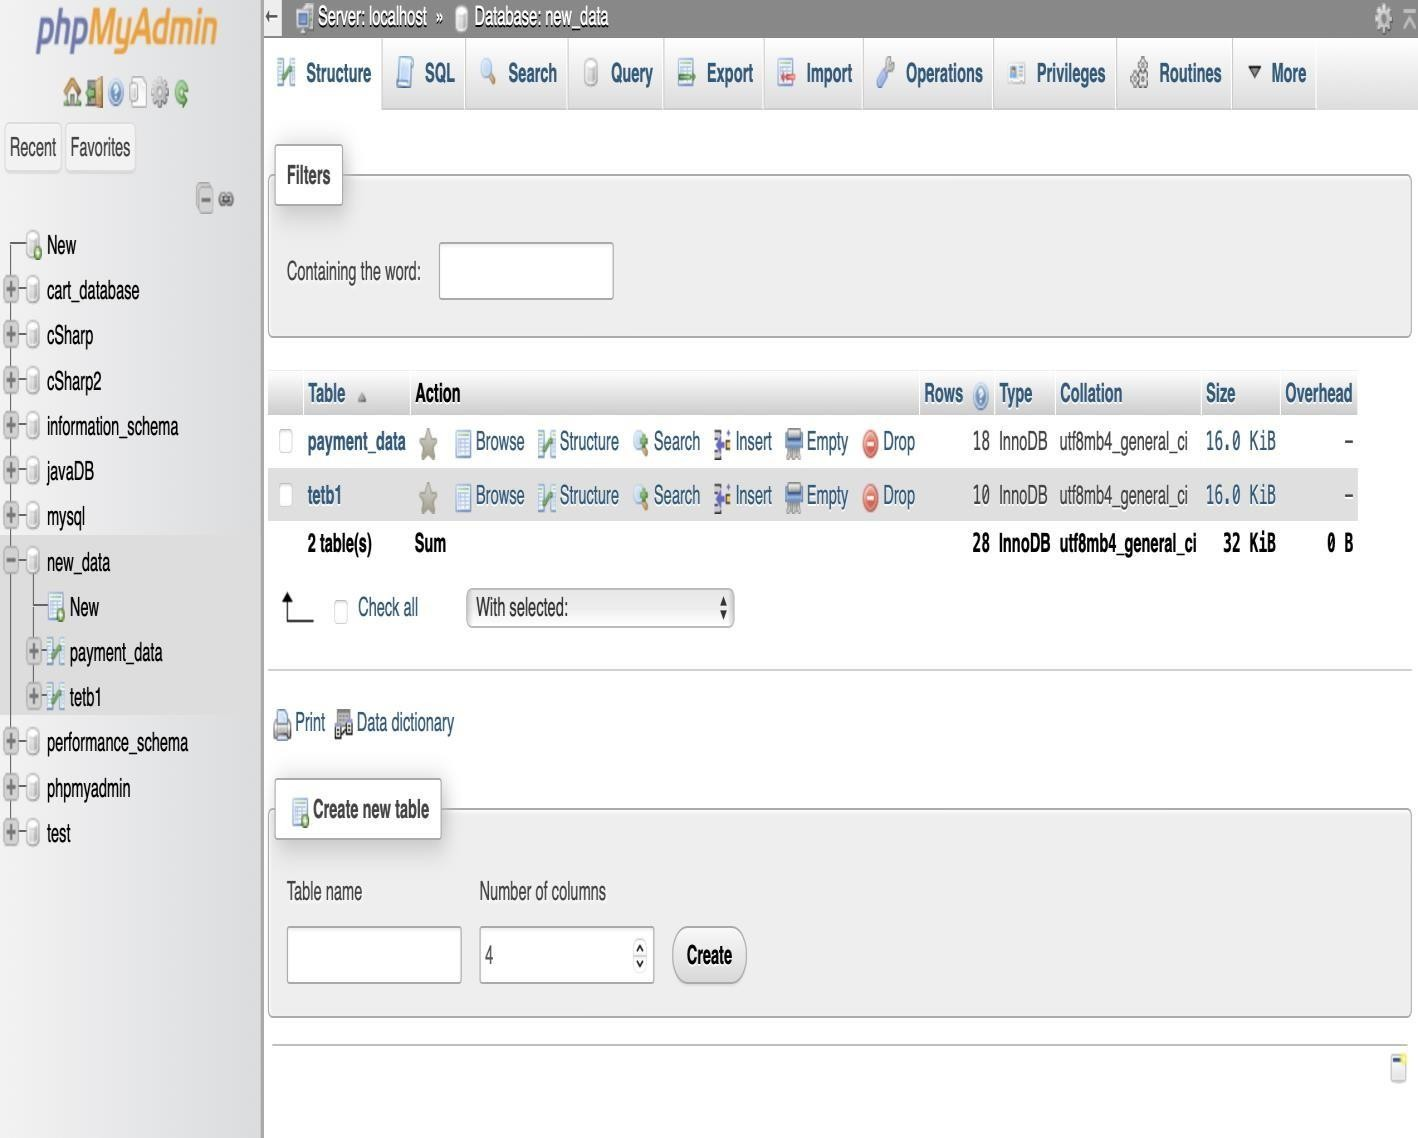 phpMyAdmin
Recent Favorites
New
cart_database
cSharp
cSharp2
information_schema
javaDB
mysql
new_data
New
payment_data
tetb1
performance_schema
phpmyadmin
test
Server: localhost » Database: new_data
Structure SQL Search Query Export Import Operations Privileges Routines More
Filters
Containing the word:
Table Action Rows Type Collation Size Overhead
payment_data Browse Structure Search Insert Empty Drop 18 InnoDB utf8mb4_general_ci 16.0 KiB –
tetb1 Browse Structure Search Insert Empty Drop 10 InnoDB utf8mb4_general_ci 16.0 KiB –
2 table(s) Sum 28 InnoDB utf8mb4_general_ci 32 KiB 0 B
Check all With selected:
Print Data dictionary
Create new table
Table name Number of columns
4 Create